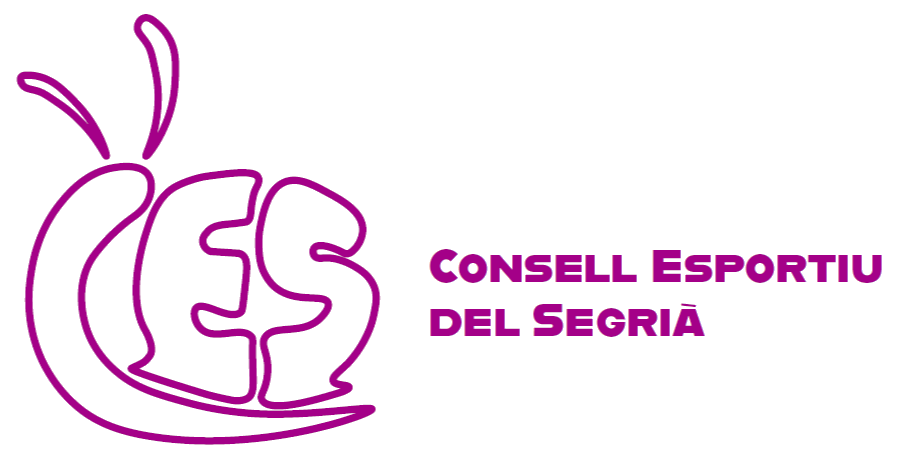 CES
CONSELL ESPORTIU
DEL SEGRIÀ